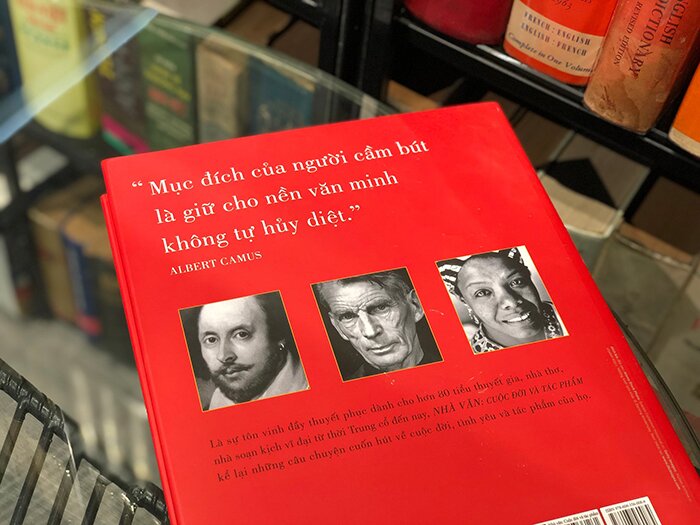 FRENCH : ENGLISH
ENGLISH : FRENCH
Complete in One Volume
ENGLISH
DICTIONARY
REVISED EDITION
“ Mục đích của người cầm bút
là giữ cho nền văn minh
không tự hủy diệt.”
ALBERT CAMUS
Là sự tôn vinh đầy thuyết phục dành cho hơn 80 tiểu thuyết gia, nhà thơ,
nhà soạn kịch vĩ đại từ thời Trung cổ đến nay, NHÀ VĂN: CUỘC ĐỜI VÀ TÁC PHẨM
kể lại những câu chuyện cuốn hút về cuộc đời, tình yêu và tác phẩm của họ.